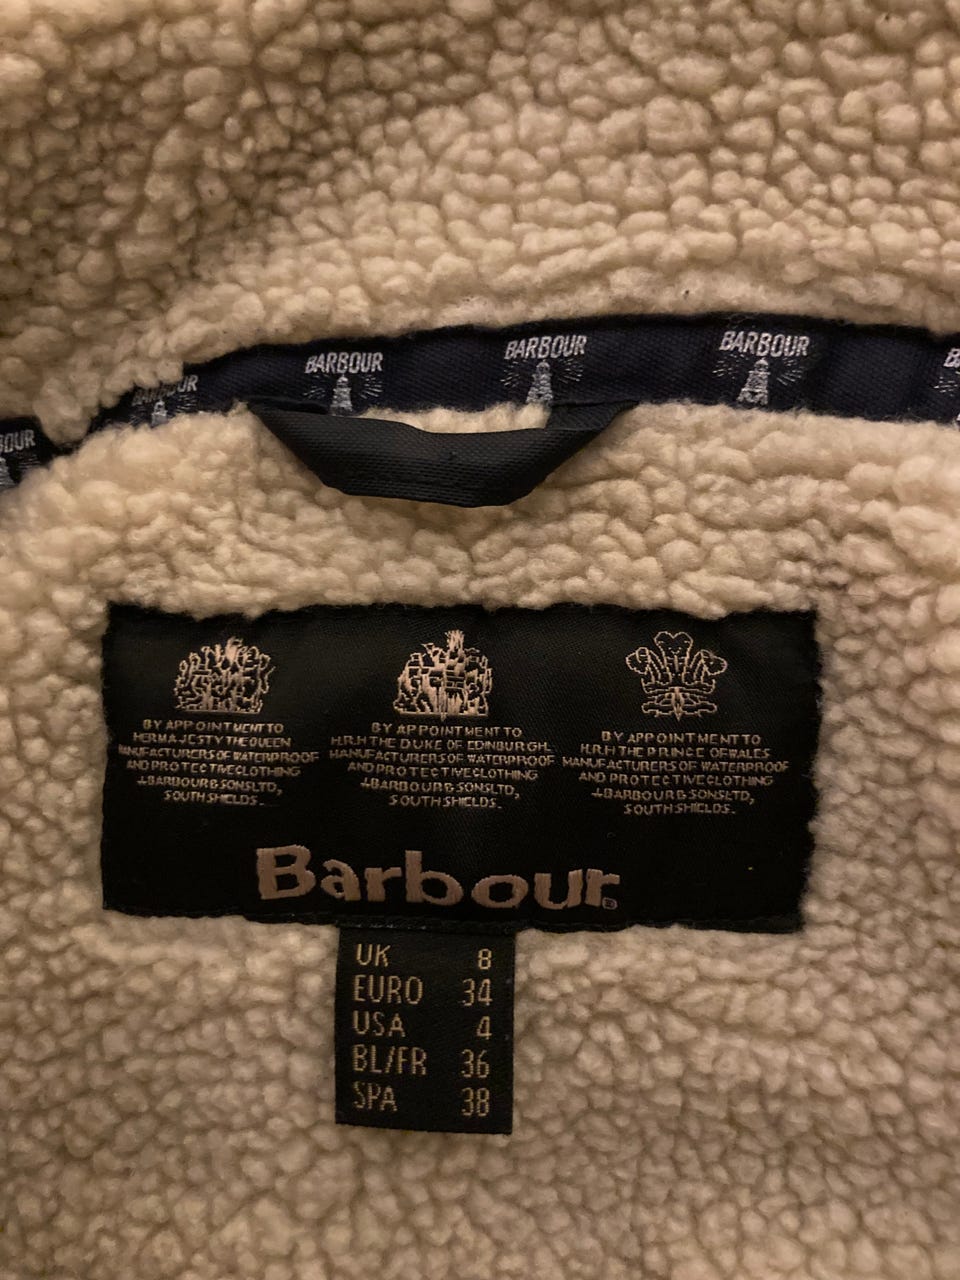 BARBOUR
BARBOUR
BARBOUR
BARBOUR
BY APPOINTMENT TO
HER MAJESTY THE QUEEN
MANUFACTURERS OF WATERPROOF
AND PROTECTIVE CLOTHING
J.BARBOUR & SONS LTD,
SOUTH SHIELDS.
BY APPOINTMENT TO
H.R.H THE DUKE OF EDINBURGH.
MANUFACTURERS OF WATERPROOF
AND PROTECTIVE CLOTHING
J.BARBOUR & SONS LTD,
SOUTH SHIELDS.
BY APPOINTMENT TO
H.R.H THE PRINCE OF WALES
MANUFACTURERS OF WATERPROOF
AND PROTECTIVE CLOTHING
J.BARBOUR & SONS LTD,
SOUTH SHIELDS.
Barbour®
UK 8
EURO 34
USA 4
BL/FR 36
SPA 38